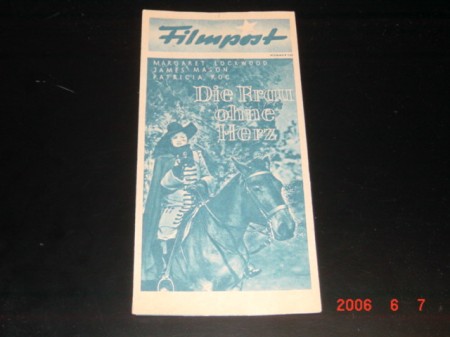 Filmpost
MARGARET LOCKWOOD
JAMES MASON
PATRICIA ROC
Die Frau
ohne
Herz
2006 6 7